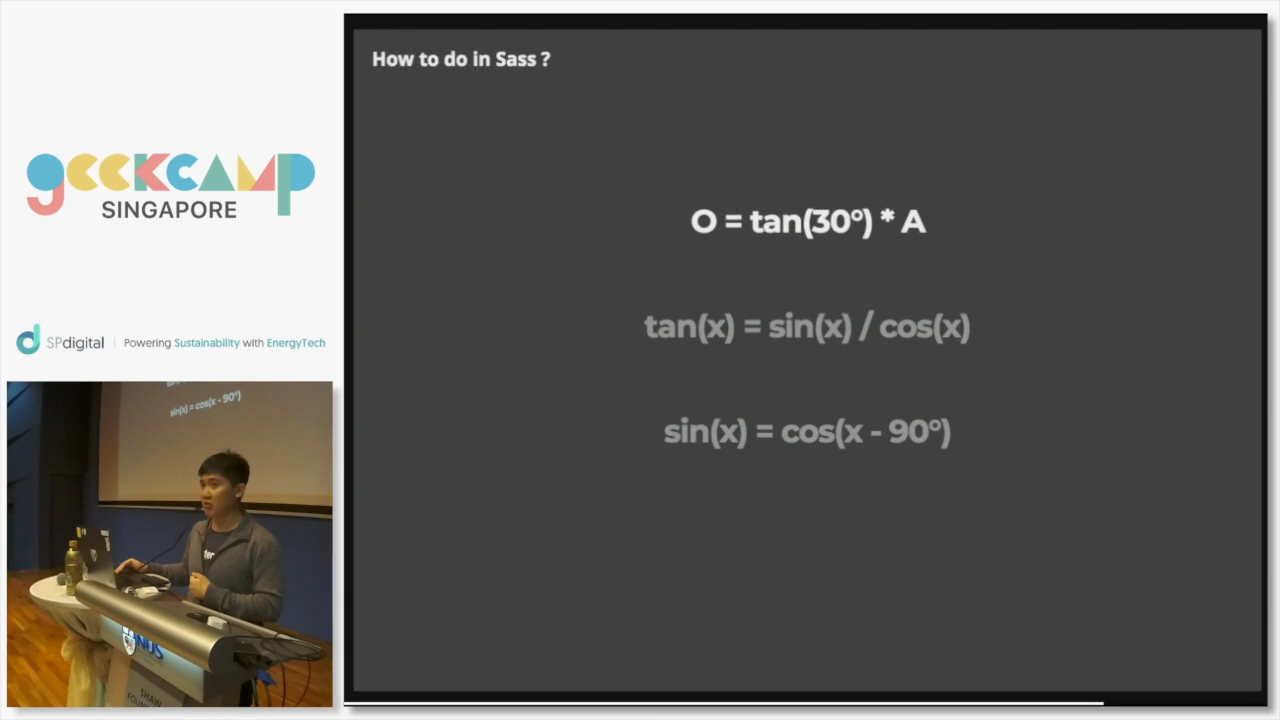 How to do in Sass ?
geekcamp
SINGAPORE
O = tan(30°) * A
tan(x) = sin(x) / cos(x)
sin(x) = cos(x - 90°)
SPdigital | Powering Sustainability with EnergyTech
sin(x) = cos(x - 90°)
NUS
SHAW